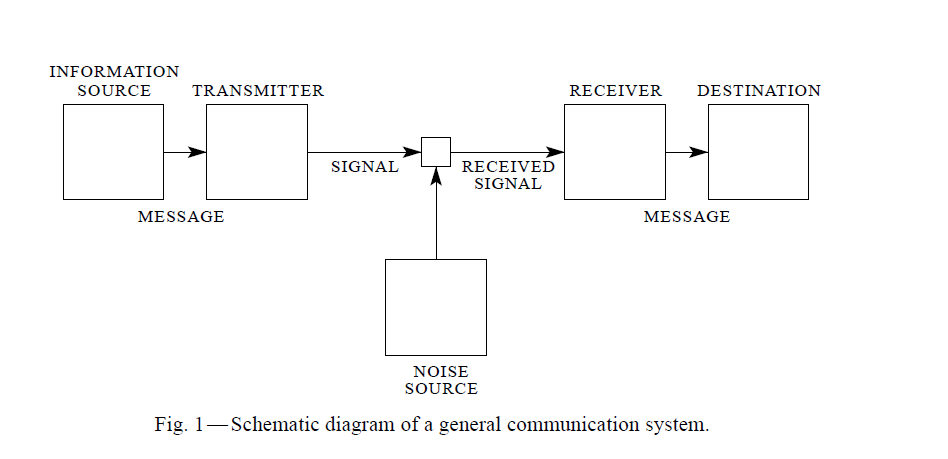 INFORMATION
SOURCE
TRANSMITTER
RECEIVER
DESTINATION
SIGNAL
RECEIVED
SIGNAL
MESSAGE
MESSAGE
NOISE
SOURCE
Fig. 1—Schematic diagram of a general communication system.